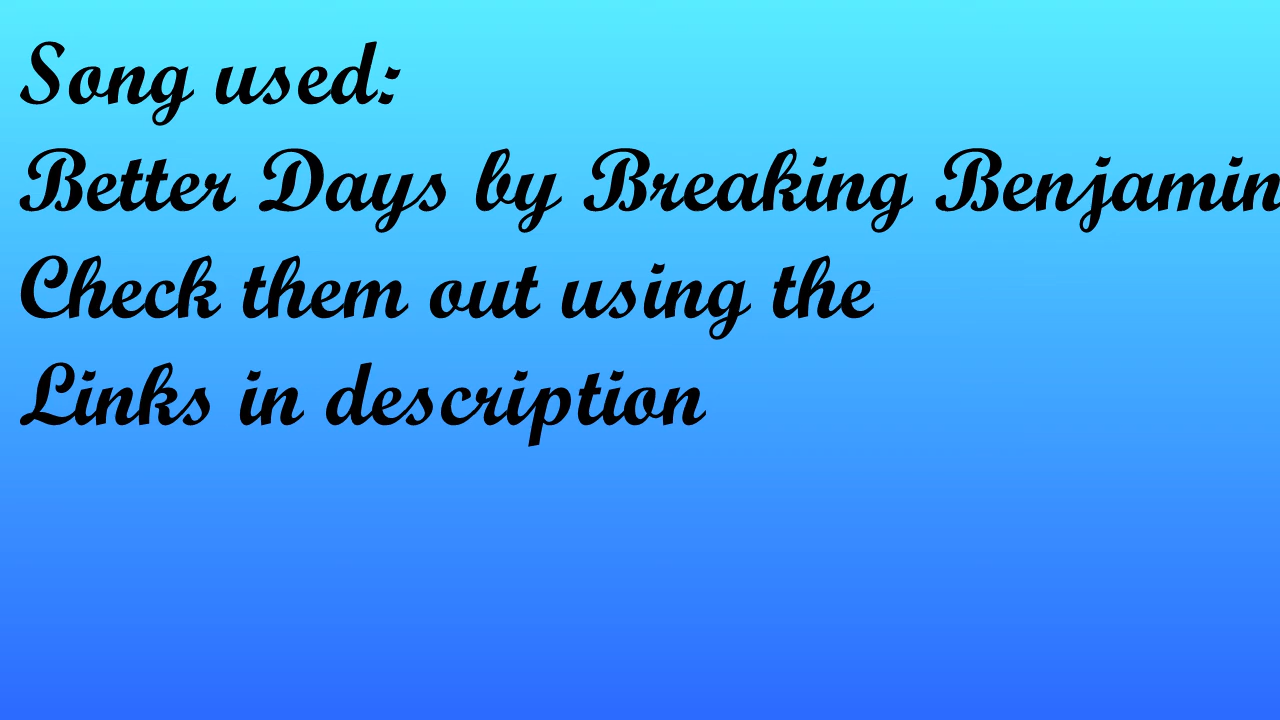 Song used:
Better Days by Breaking Benjamin
Check them out using the
Links in description